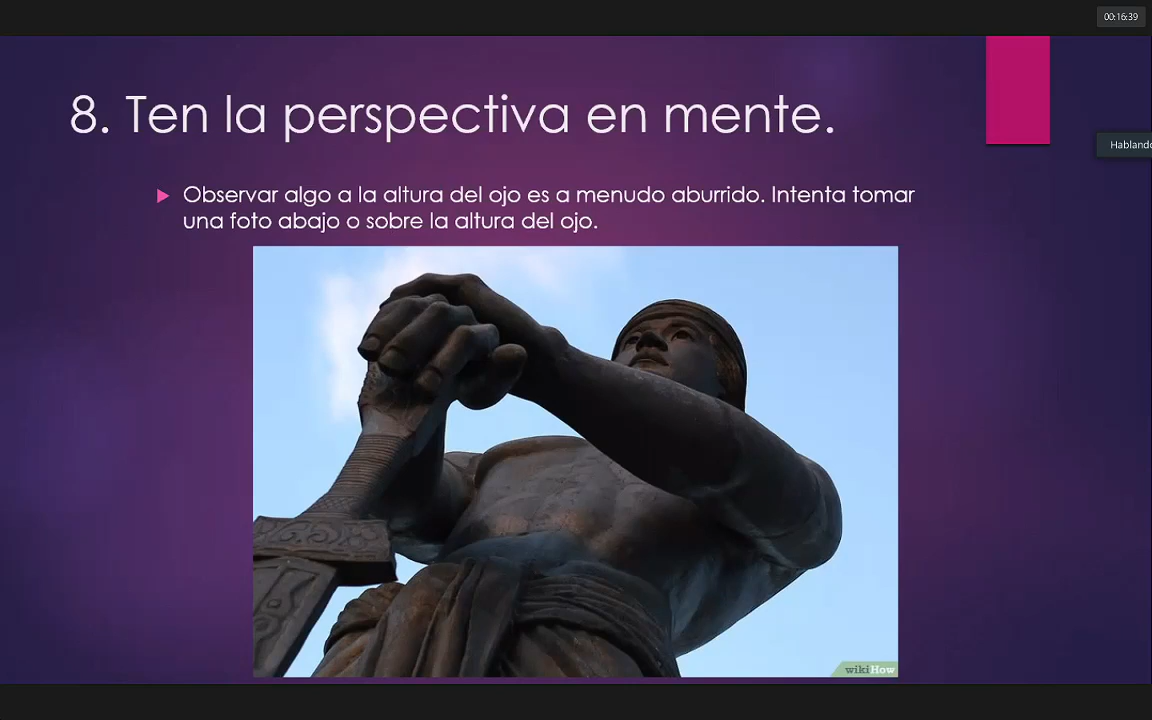 00:16:39
8. Ten la perspectiva en mente.
Hablando
Observar algo a la altura del ojo es a menudo aburrido. Intenta tomar
una foto abajo o sobre la altura del ojo.
wikiHow